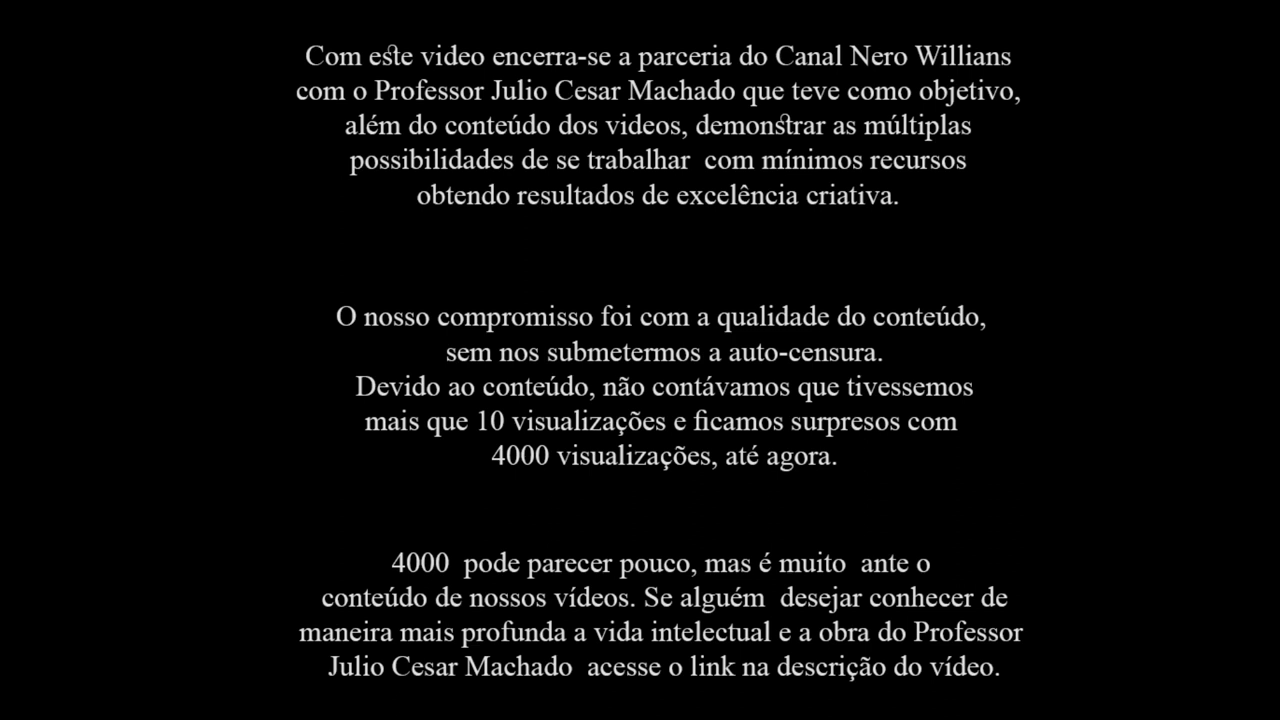 Com este video encerra-se a parceria do Canal Nero Willians
com o Professor Julio Cesar Machado que teve como objetivo,
além do conteúdo dos videos, demonstrar as múltiplas
possibilidades de se trabalhar  com mínimos recursos
obtendo resultados de excelência criativa.
O nosso compromisso foi com a qualidade do conteúdo,
sem nos submetermos a auto-censura.
Devido ao conteúdo, não contávamos que tivessemos
mais que 10 visualizações e ficamos surpresos com
4000 visualizações, até agora.
4000  pode parecer pouco, mas é muito  ante o
conteúdo de nossos vídeos. Se alguém  desejar conhecer de
maneira mais profunda a vida intelectual e a obra do Professor
Julio Cesar Machado  acesse o link na descrição do vídeo.